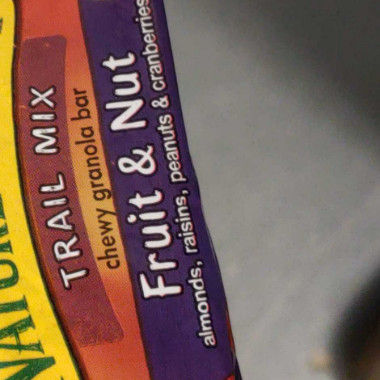 TRAIL MIX
chewy granola bar
Fruit & Nut
almonds, raisins, peanuts & cranberries